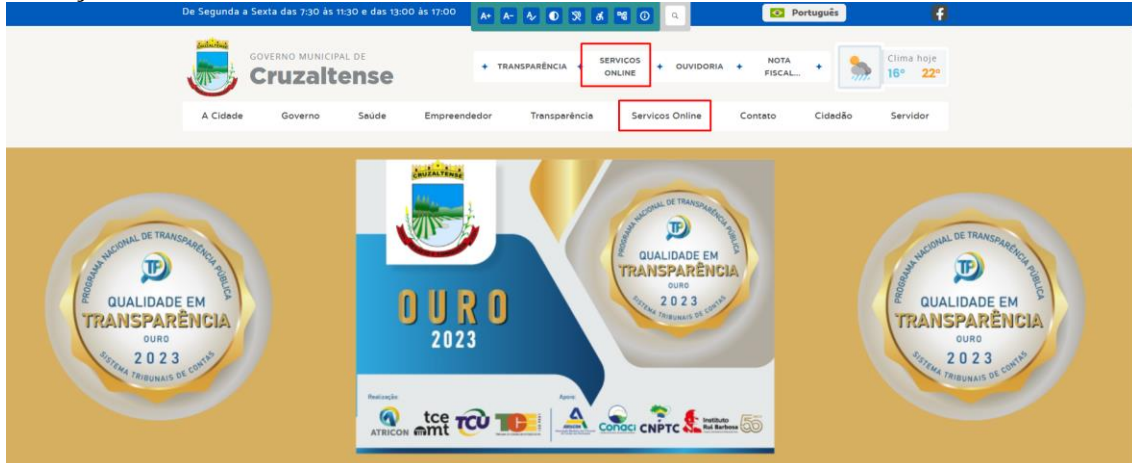 De Segunda a Sexta das 7:30 às 11:30 e das 13:00 às 17:00
A+ A-
Português
GOVERNO MUNICIPAL DE
Cruzaltense
TRANSPARÊNCIA
SERVIÇOS
ONLINE
OUVIDORIA
NOTA
FISCAL...
Clima hoje
16° 22°
A Cidade Governo Saúde Empreendedor Transparência Serviços Online Contato Cidadão Servidor
PROGRAMA NACIONAL DE TRANSPARÊNCIA PÚBLICA
TP
QUALIDADE EM
TRANSPARÊNCIA
OURO
2023
SISTEMA TRIBUNAIS DE CONTAS
CRUZALTENSE
OURO
2023
PROGRAMA NACIONAL DE TRANSPARÊNCIA PÚBLICA
TP
QUALIDADE EM
TRANSPARÊNCIA
OURO
2023
SISTEMA TRIBUNAIS DE CONTAS
Realização
Apoio
ATRICON
tce
mt
TCU
TCE
Conaci
CNPTC
Instituto
Rui Barbosa
50
PROGRAMA NACIONAL DE TRANSPARÊNCIA PÚBLICA
TP
QUALIDADE EM
TRANSPARÊNCIA
OURO
2023
SISTEMA TRIBUNAIS DE CONTAS